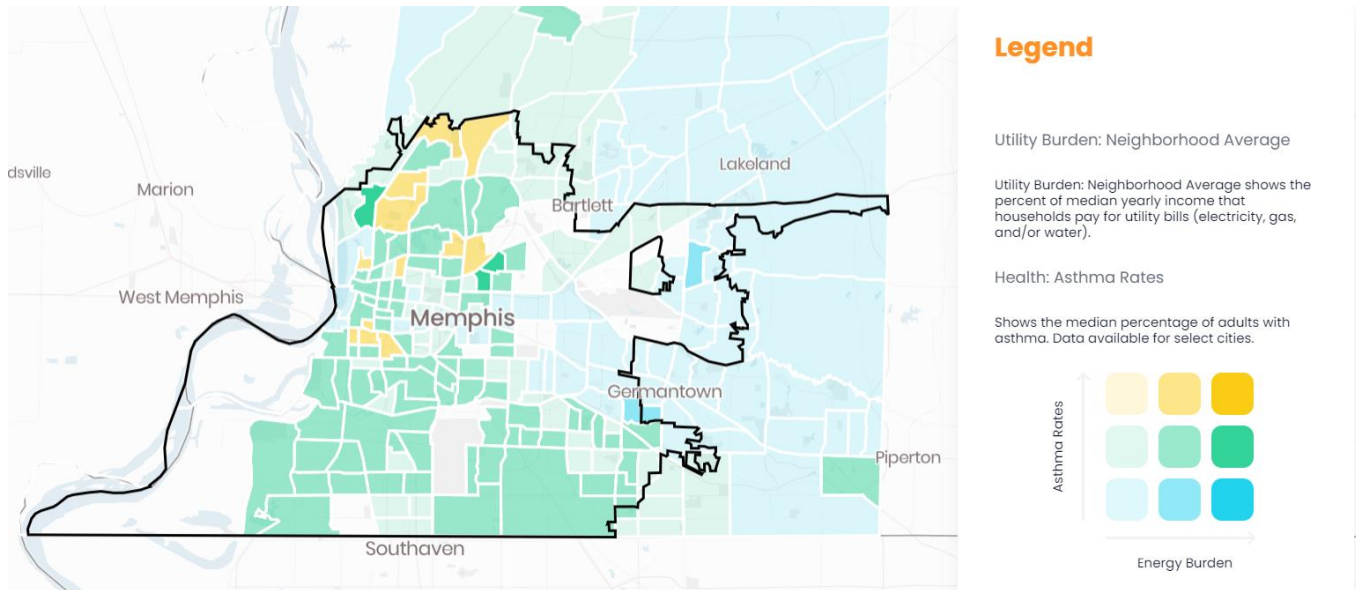 Lakeland
dsville
Marion
Bartlett
West Memphis
Memphis
Germantown
Piperton
Southaven
Legend
Utility Burden: Neighborhood Average
Utility Burden: Neighborhood Average shows the
percent of median yearly income that
households pay for utility bills (electricity, gas,
and/or water).
Health: Asthma Rates
Shows the median percentage of adults with
asthma. Data available for select cities.
Asthma Rates
Energy Burden